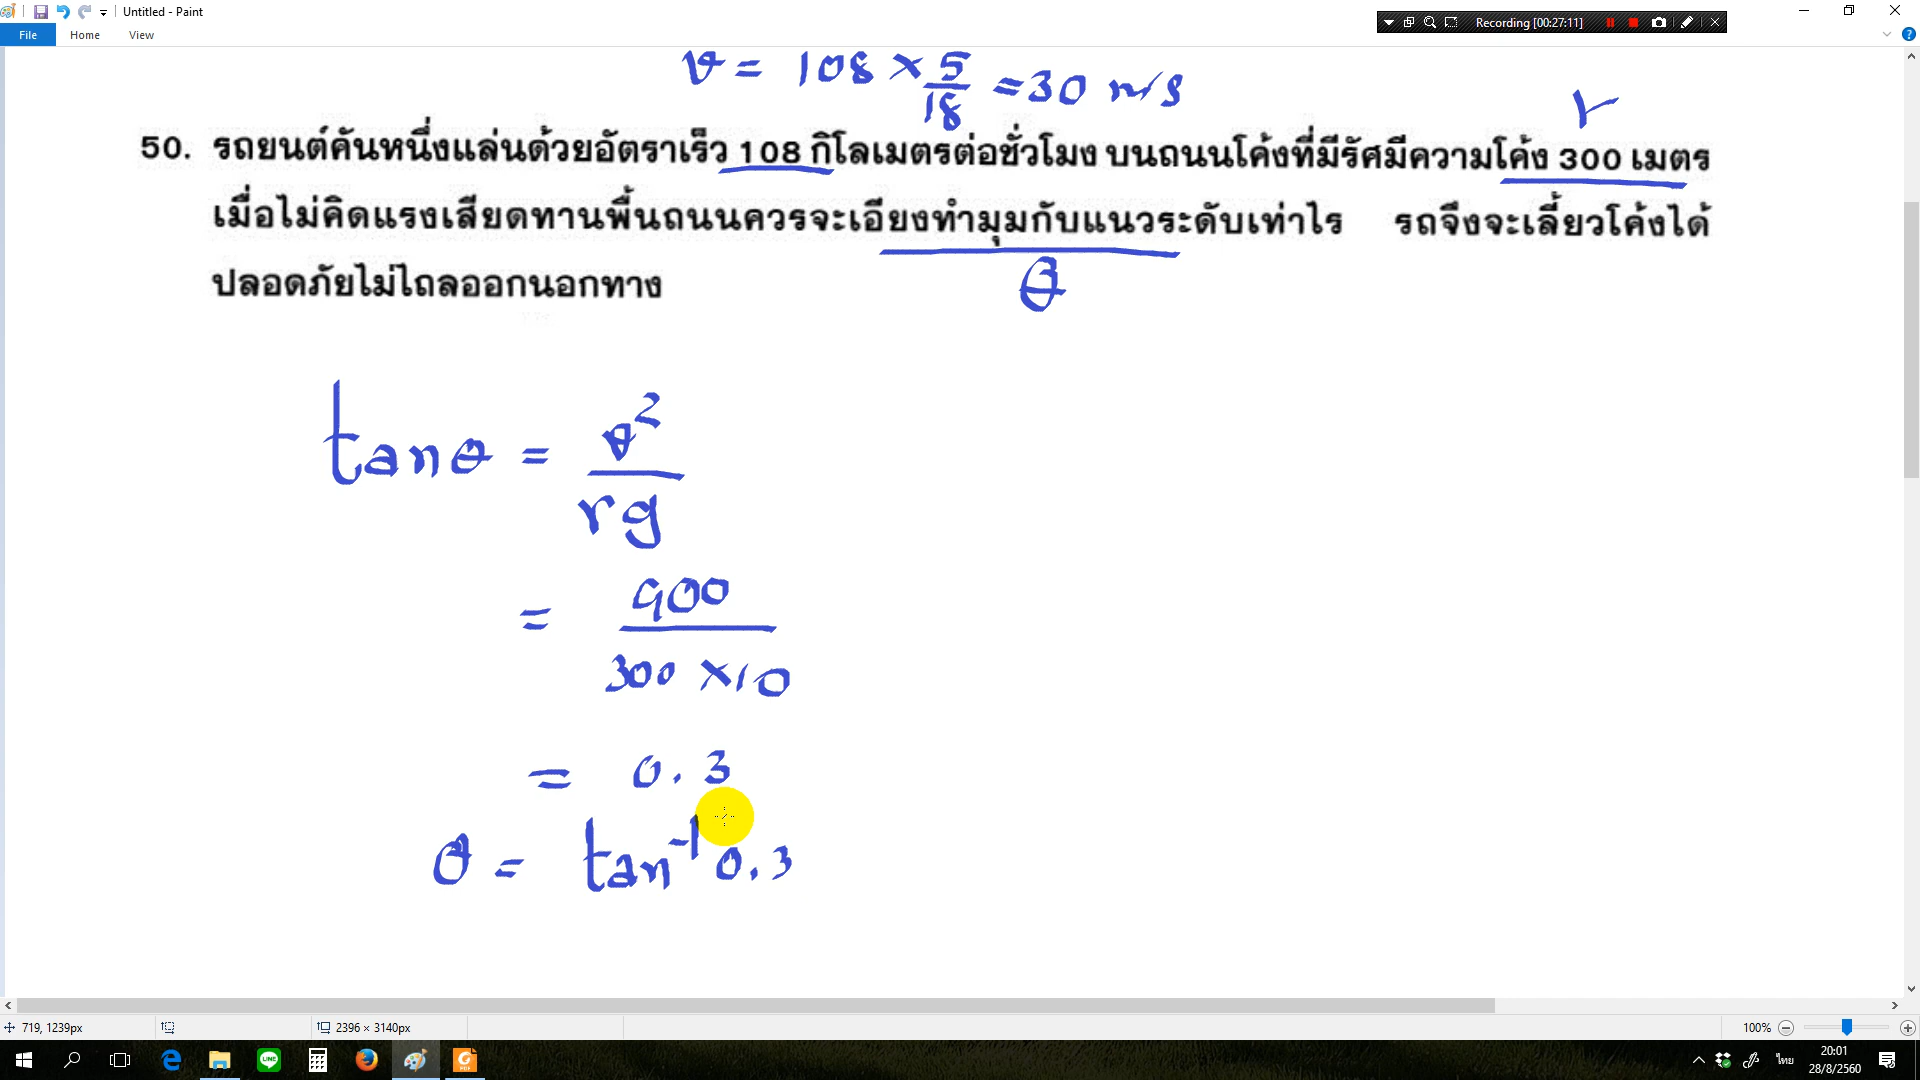 Untitled - Paint
Recording [00:27:11]
File Home View
v = 108 × 5/18 = 30 m/s
r
50. รถยนต์คันหนึ่งแล่นด้วยอัตราเร็ว 108 กิโลเมตรต่อชั่วโมง บนถนนโค้งที่มีรัศมีความโค้ง 300 เมตร
เมื่อไม่คิดแรงเสียดทานพื้นถนนควรจะเอียงทำมุมกับแนวระดับเท่าไร รถจึงจะเลี้ยวโค้งได้
ปลอดภัยไม่ไถลออกนอกทาง
θ
tanθ = v²/rg
= 900/300 ×10
= 0.3
θ = tan⁻¹ 0.3
719, 1239px 2396 × 3140px 100%
LINE ไทย 20:01
28/8/2560